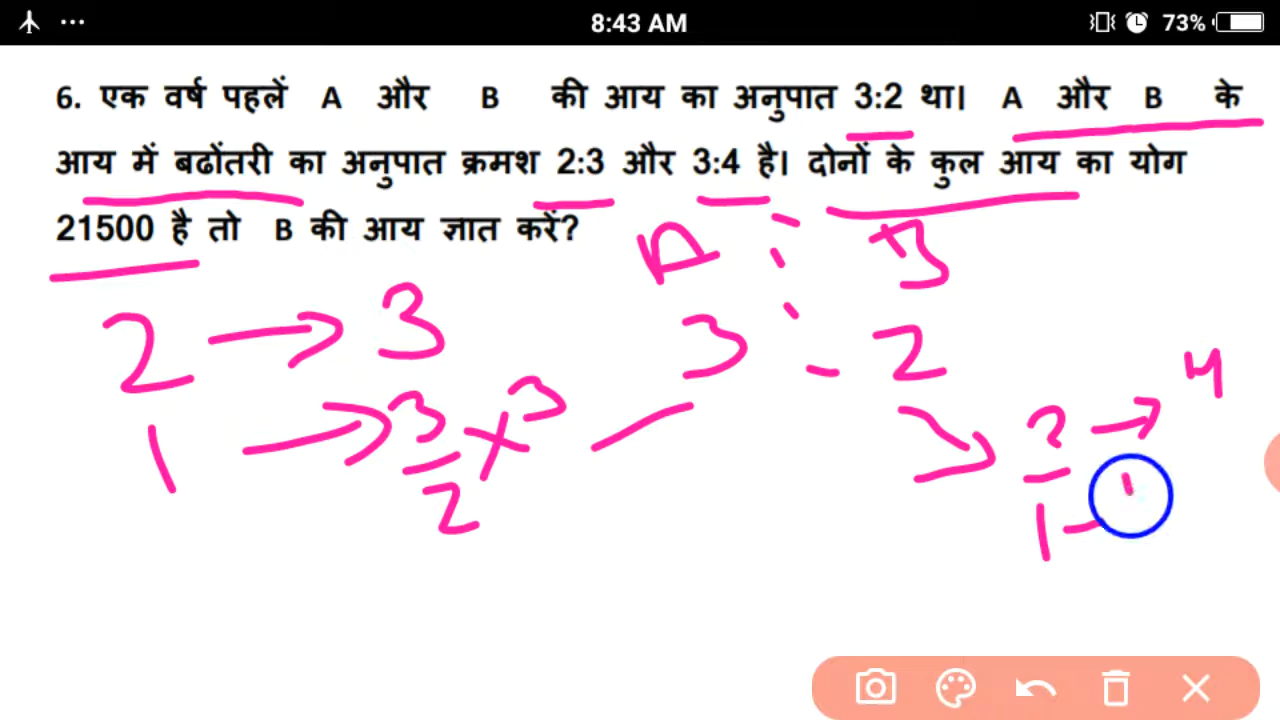 8:43 AM 73%
6. एक वर्ष पहलें A और B की आय का अनुपात 3:2 था। A और B के
आय में बढोंतरी का अनुपात क्रमश 2:3 और 3:4 है। दोनों के कुल आय का योग
21500 है तो B की आय ज्ञात करें?
A : B
2 → 3 3 - 2
1 → 3/2 × 3 3 → 4
1 -